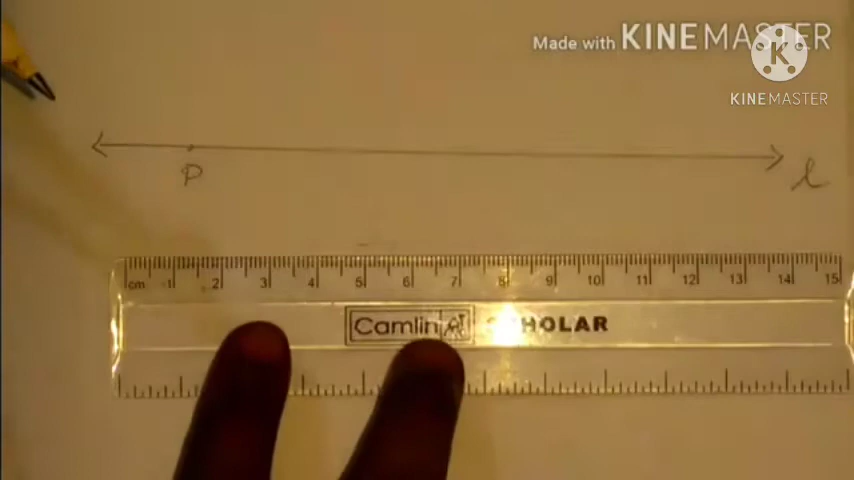 Made with KINEMASTER
K
KINEMASTER
P
l
cm 1 2 3 4 5 6 7 8 9 10 11 12 13 14 15
Camlin
SCHOLAR